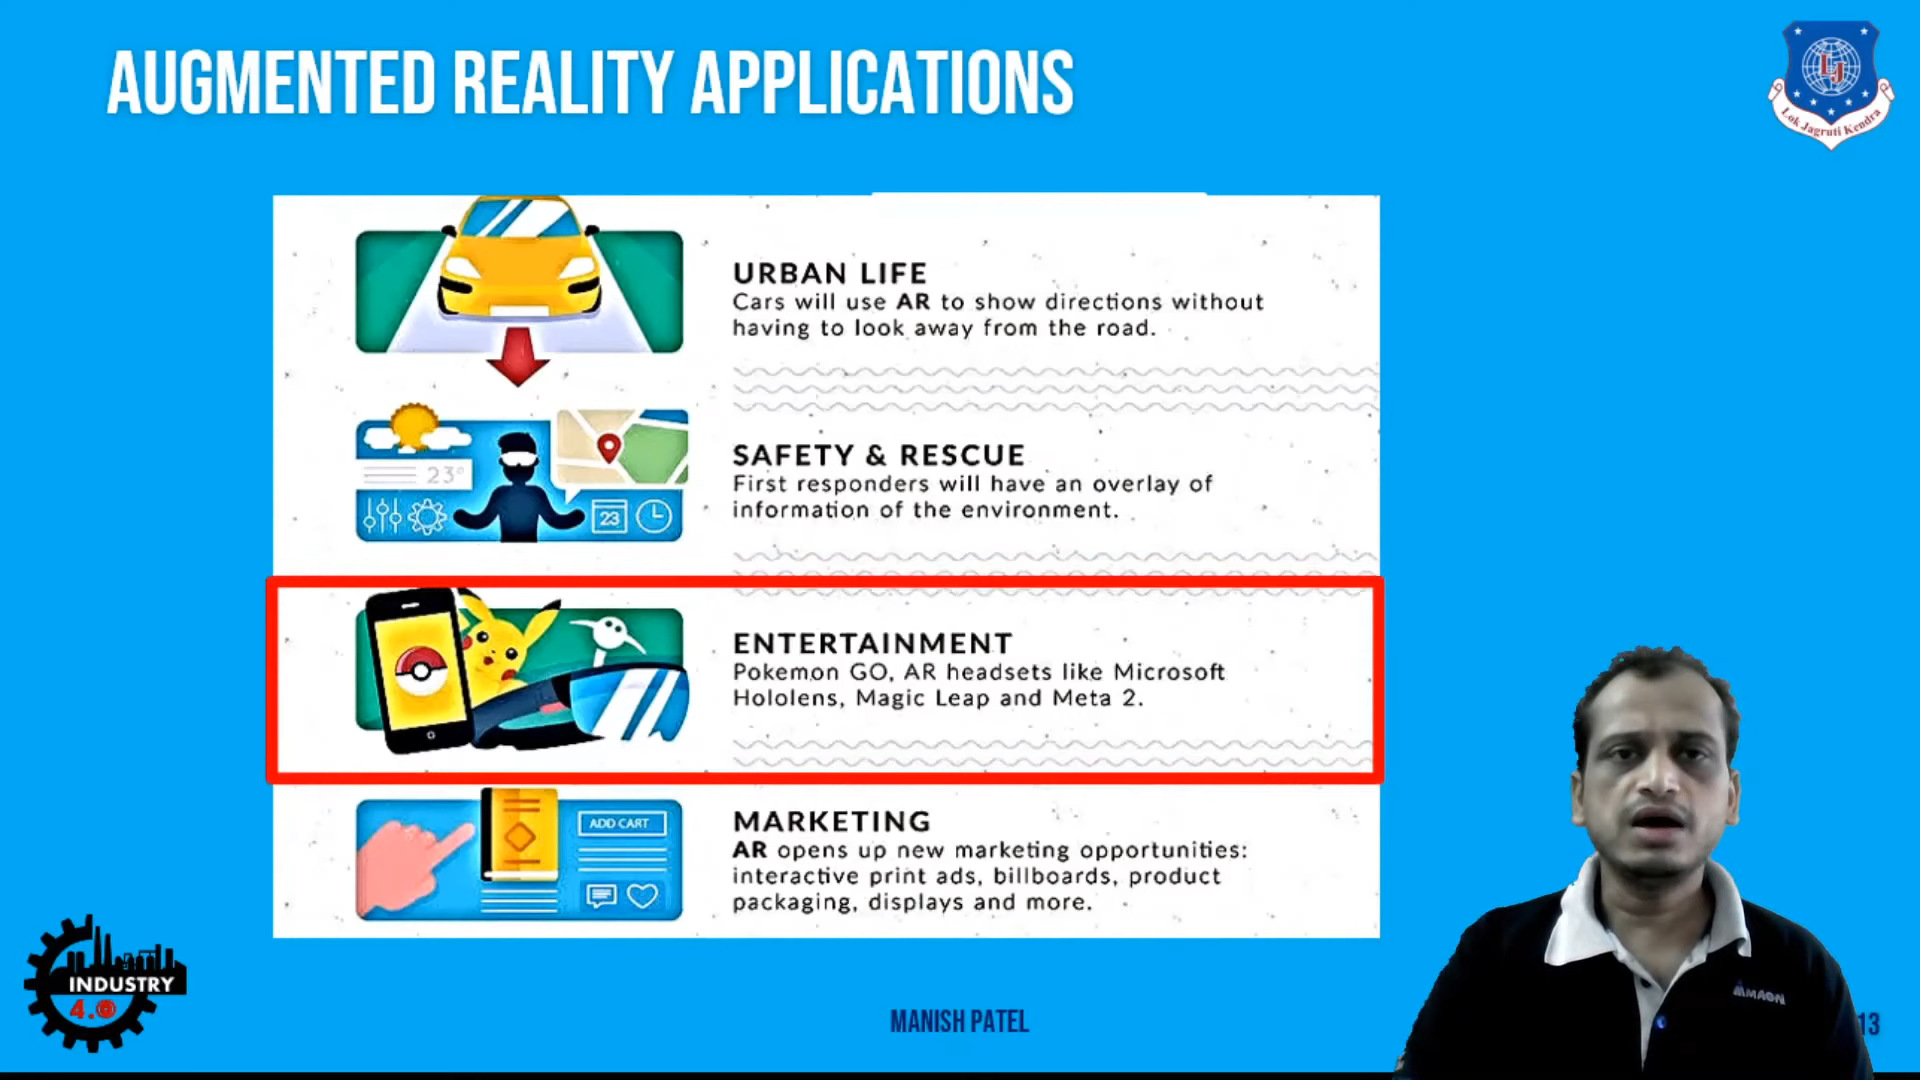 AUGMENTED REALITY APPLICATIONS
LJ
Lok Jagruti Kendra
URBAN LIFE
Cars will use AR to show directions without
having to look away from the road.
23°
23
SAFETY & RESCUE
First responders will have an overlay of
information of the environment.
ENTERTAINMENT
Pokemon GO, AR headsets like Microsoft
Hololens, Magic Leap and Meta 2.
ADD CART
MARKETING
AR opens up new marketing opportunities:
interactive print ads, billboards, product
packaging, displays and more.
INDUSTRY
4.0
MANISH PATEL
13